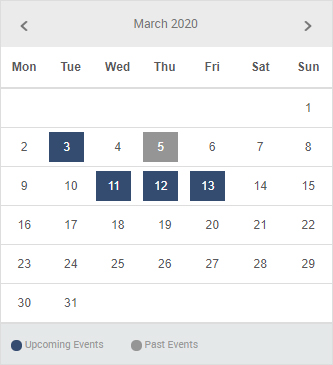 March 2020
Mon Tue Wed Thu Fri Sat Sun
1
2 3 4 5 6 7 8
9 10 11 12 13 14 15
16 17 18 19 20 21 22
23 24 25 26 27 28 29
30 31
Upcoming Events Past Events